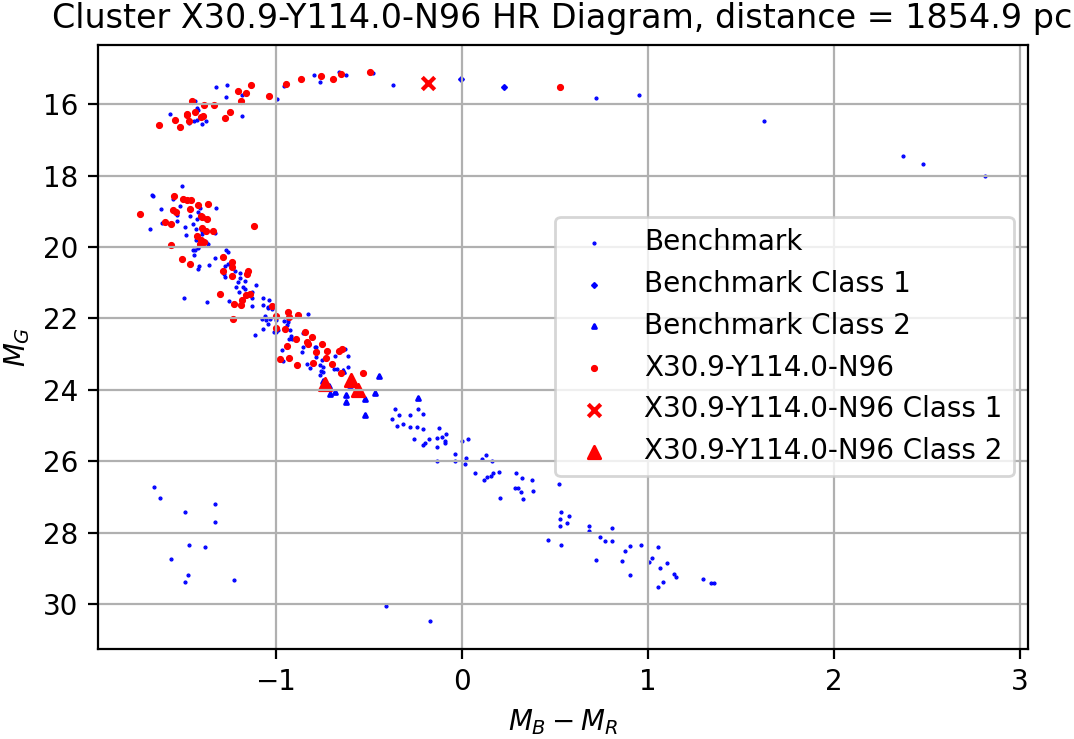 Cluster X30.9-Y114.0-N96 HR Diagram, distance = 1854.9 pc
16
18
20
22
24
26
28
30
M_G
Benchmark
Benchmark Class 1
Benchmark Class 2
X30.9-Y114.0-N96
X30.9-Y114.0-N96 Class 1
X30.9-Y114.0-N96 Class 2
−1 0 1 2 3
M_B − M_R